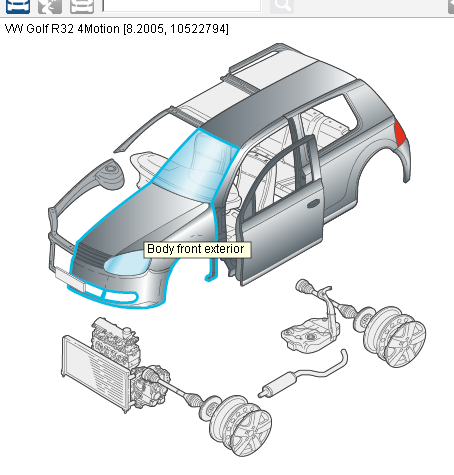 VW Golf R32 4Motion [8.2005, 10522794]
Body front exterior